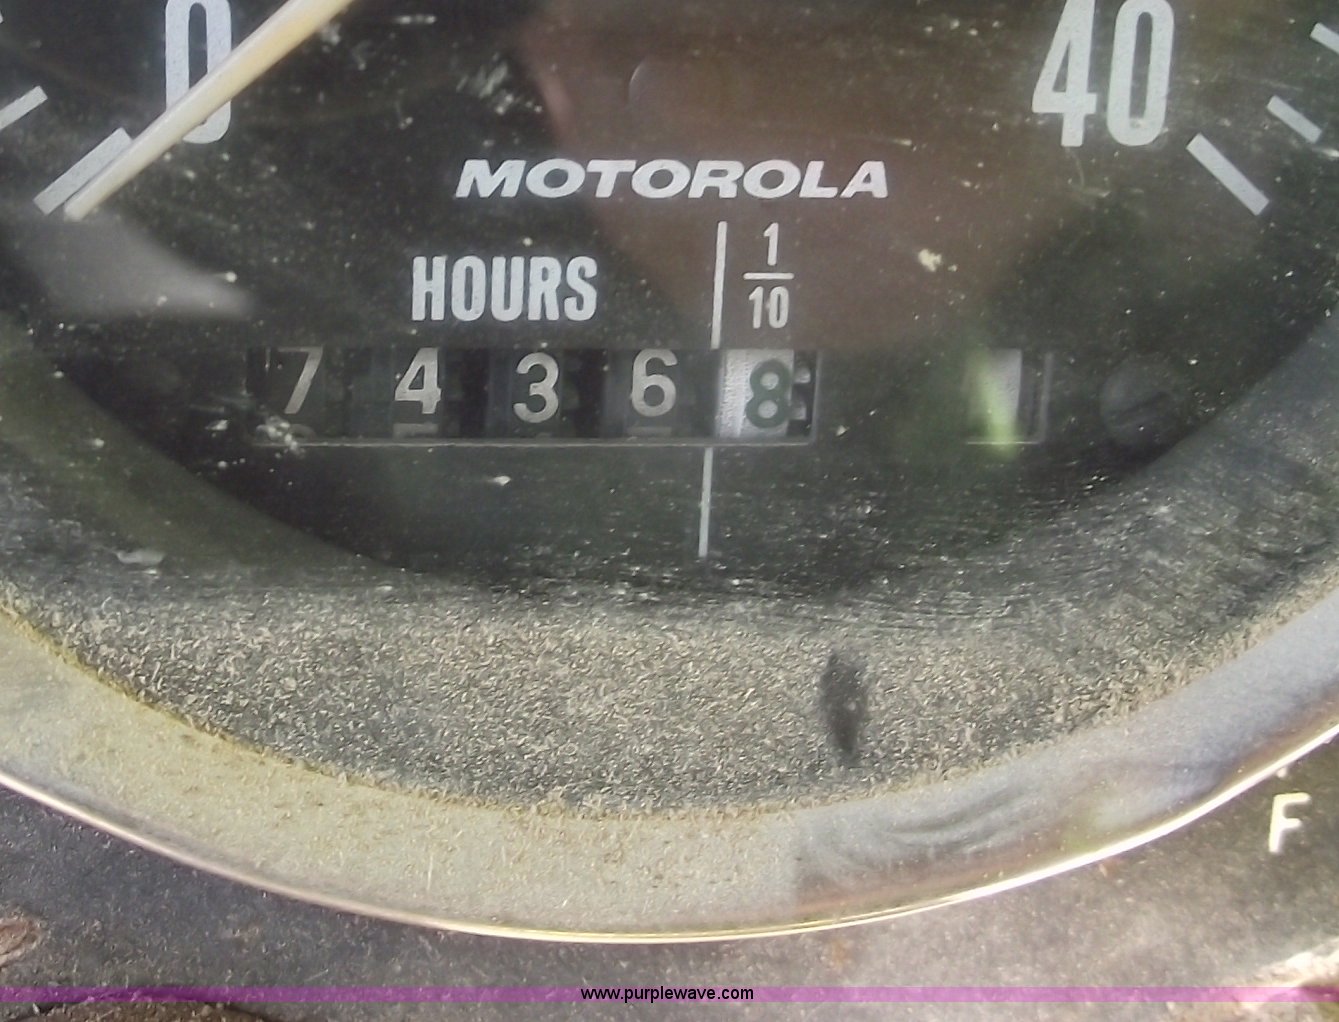 0 40
MOTOROLA
HOURS 1/10
7 4 3 6 8
F
www.purplewave.com